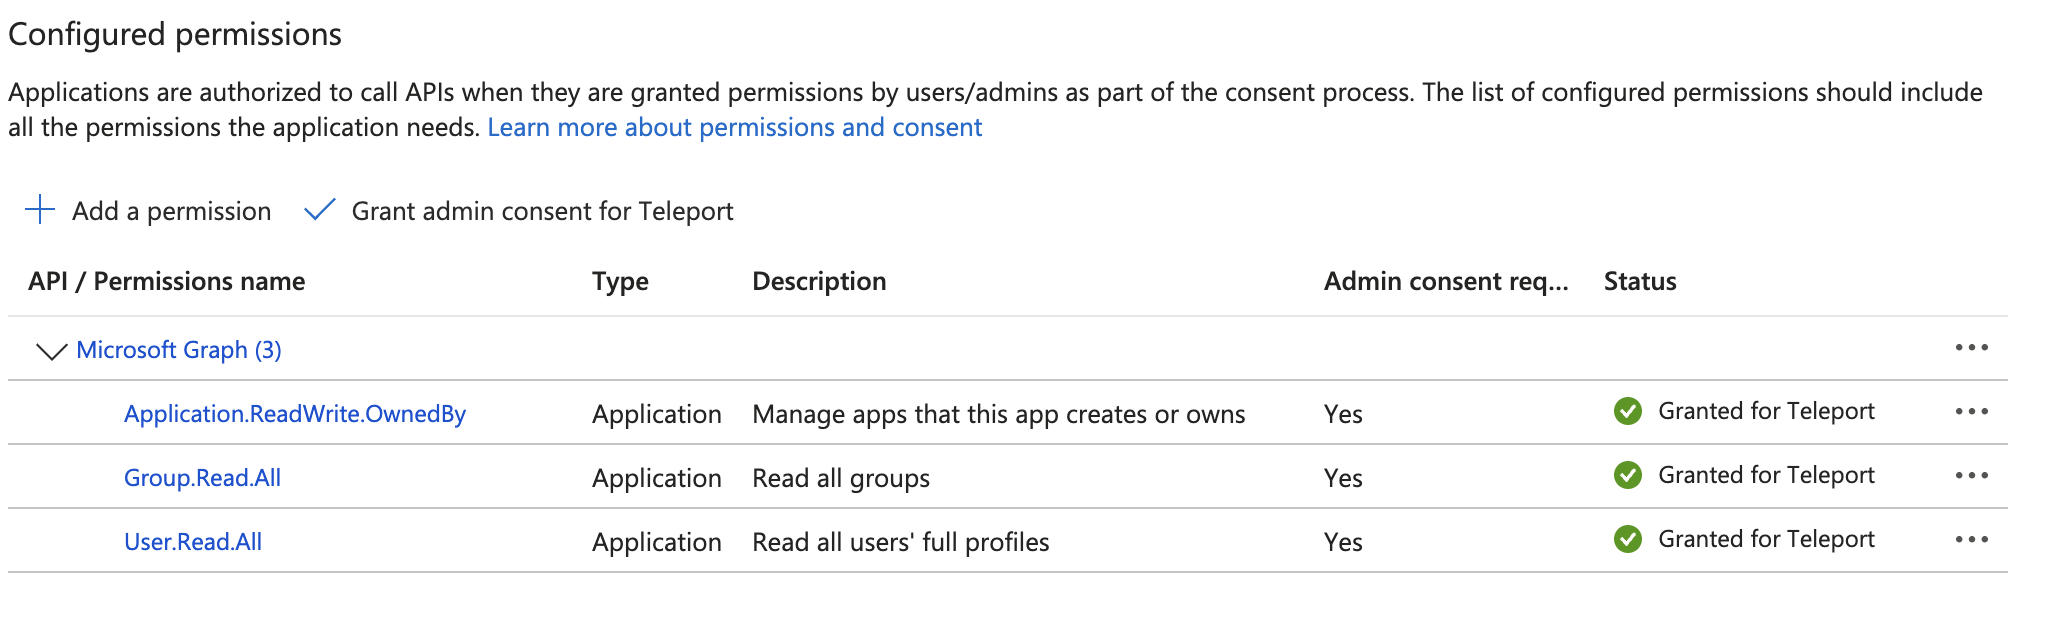 Configured permissions
Applications are authorized to call APIs when they are granted permissions by users/admins as part of the consent process. The list of configured permissions should include
all the permissions the application needs. Learn more about permissions and consent
Add a permission Grant admin consent for Teleport
API / Permissions name Type Description Admin consent req... Status
Microsoft Graph (3)
Application.ReadWrite.OwnedBy Application Manage apps that this app creates or owns Yes Granted for Teleport
Group.Read.All Application Read all groups Yes Granted for Teleport
User.Read.All Application Read all users' full profiles Yes Granted for Teleport